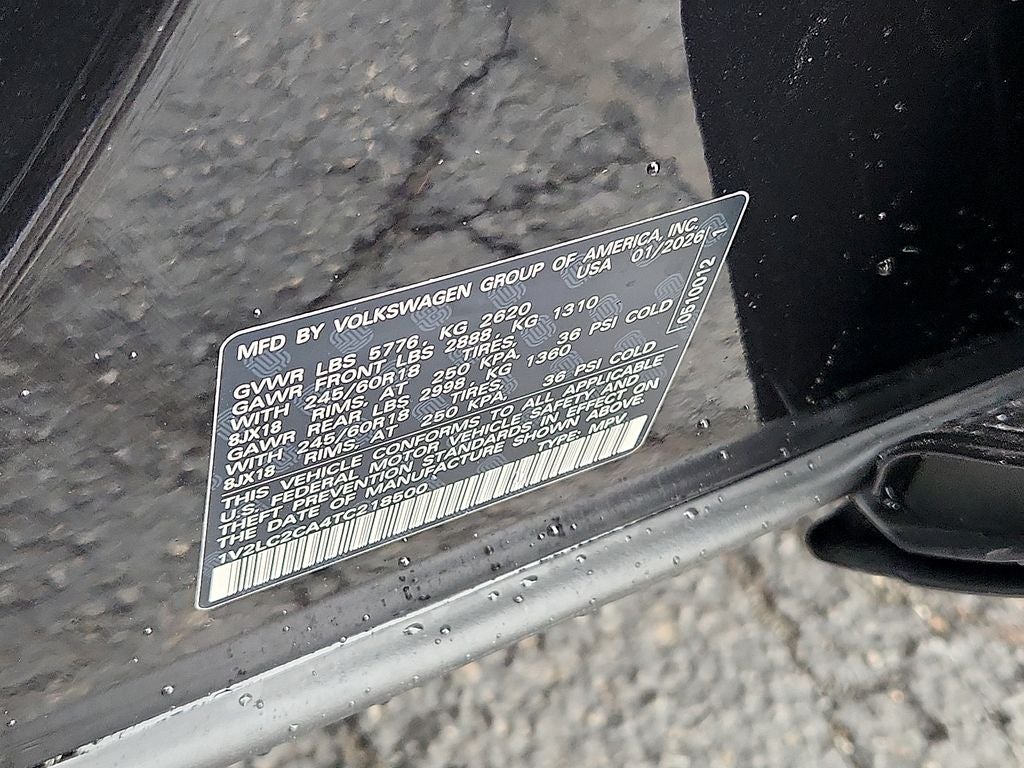 MFD BY VOLKSWAGEN GROUP OF AMERICA, INC.
USA 01/2026/1
GVWR LBS 5776, KG 2620
GAWR FRONT LBS 2888, KG 1310
WITH 245/60R18 TIRES,
8JX18 RIMS, AT 250 KPA, 36 PSI COLD
GAWR REAR LBS 2998, KG 1360
WITH 245/60R18 TIRES,
8JX18 RIMS, AT 250 KPA, 36 PSI COLD
THIS VEHICLE CONFORMS TO ALL APPLICABLE
U.S. FEDERAL MOTOR VEHICLE SAFETY AND
THEFT PREVENTION STANDARDS IN EFFECT ON
THE DATE OF MANUFACTURE SHOWN ABOVE.
1V2LC2CA4TC218500 TYPE: MPV
0610012